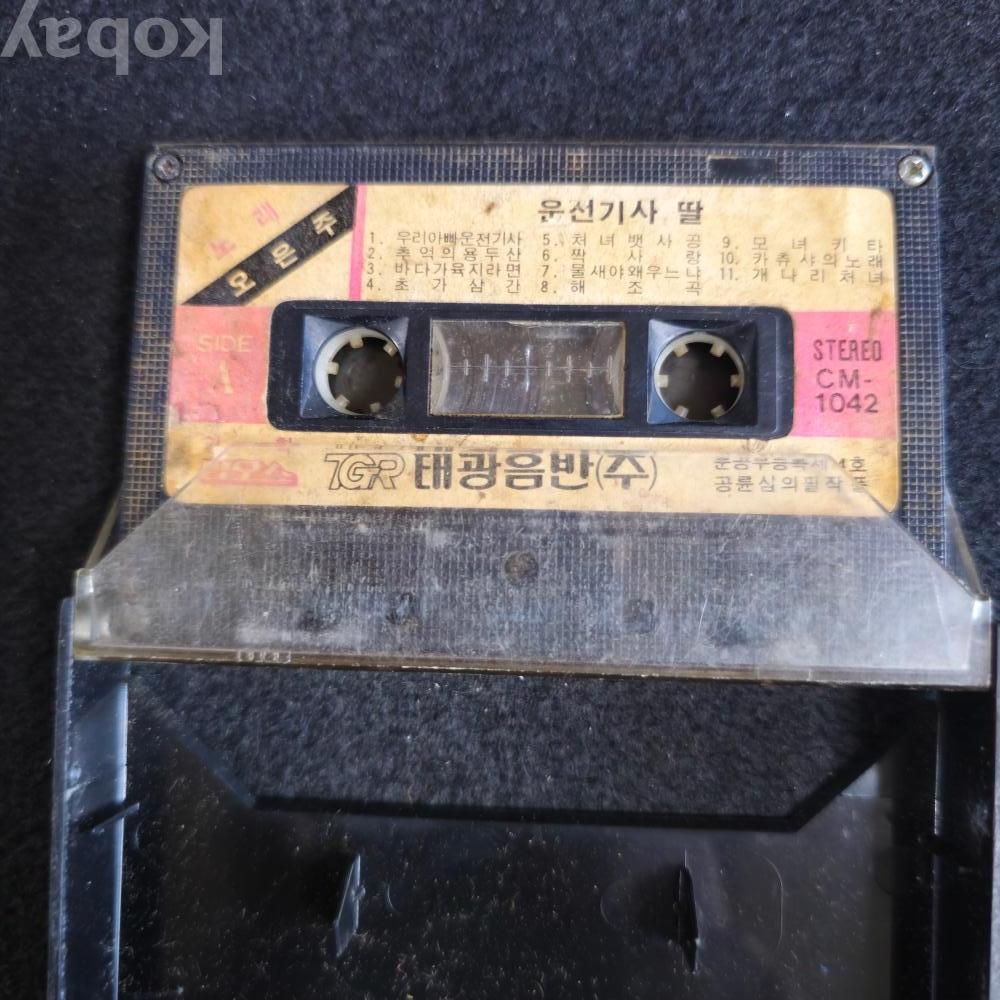 kobay
노래
오은주
운전기사 딸
1. 우리아빠운전기사 5. 처녀뱃사공 9. 모녀키타
2. 추억의용두산 6. 짝사랑 10. 카츄샤의노래
3. 바다가육지라면 7. 물새야왜우느냐 11. 개나리처녀
4. 초가삼간 8. 해조곡
SIDE
A
STEREO
CM-
1042
TGR 태광음반(주)
공륜심의필작동